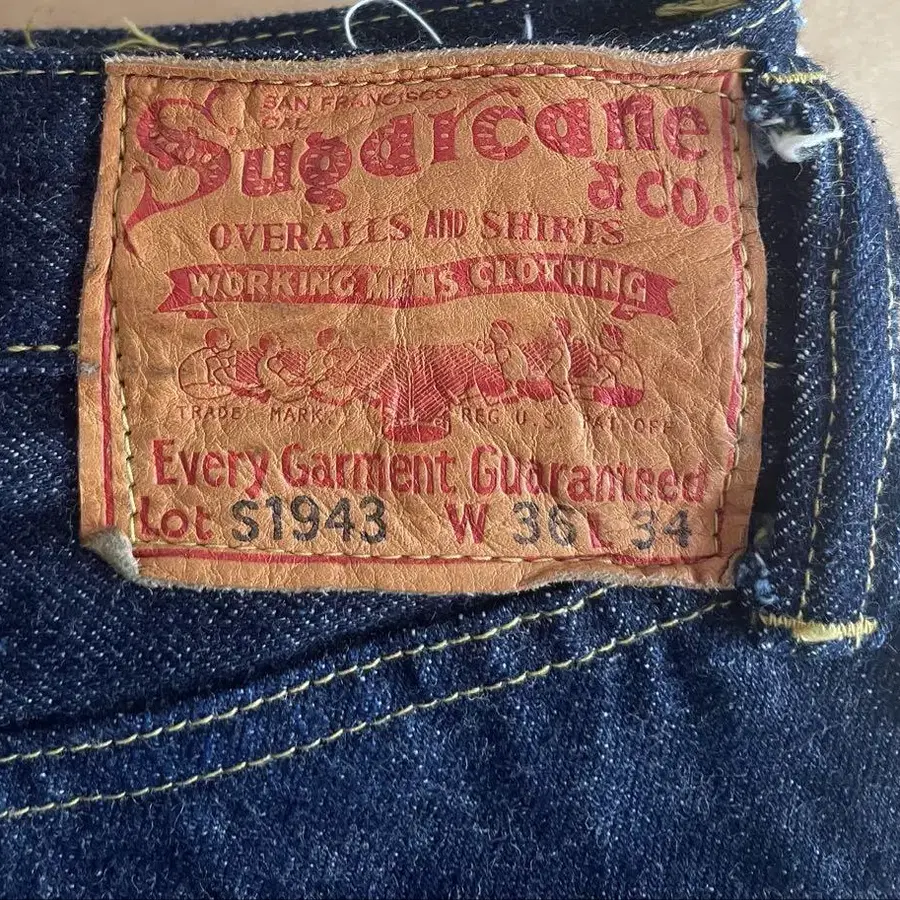 SAN FRANCISCO
CAL.
Sugarcane
& CO.
OVERALLS AND SHIRTS
WORKING MENS CLOTHING
TRADE MARK. REG U.S. PAT OFF
Every Garment Guaranteed
Lot S1943 W 36 L 34